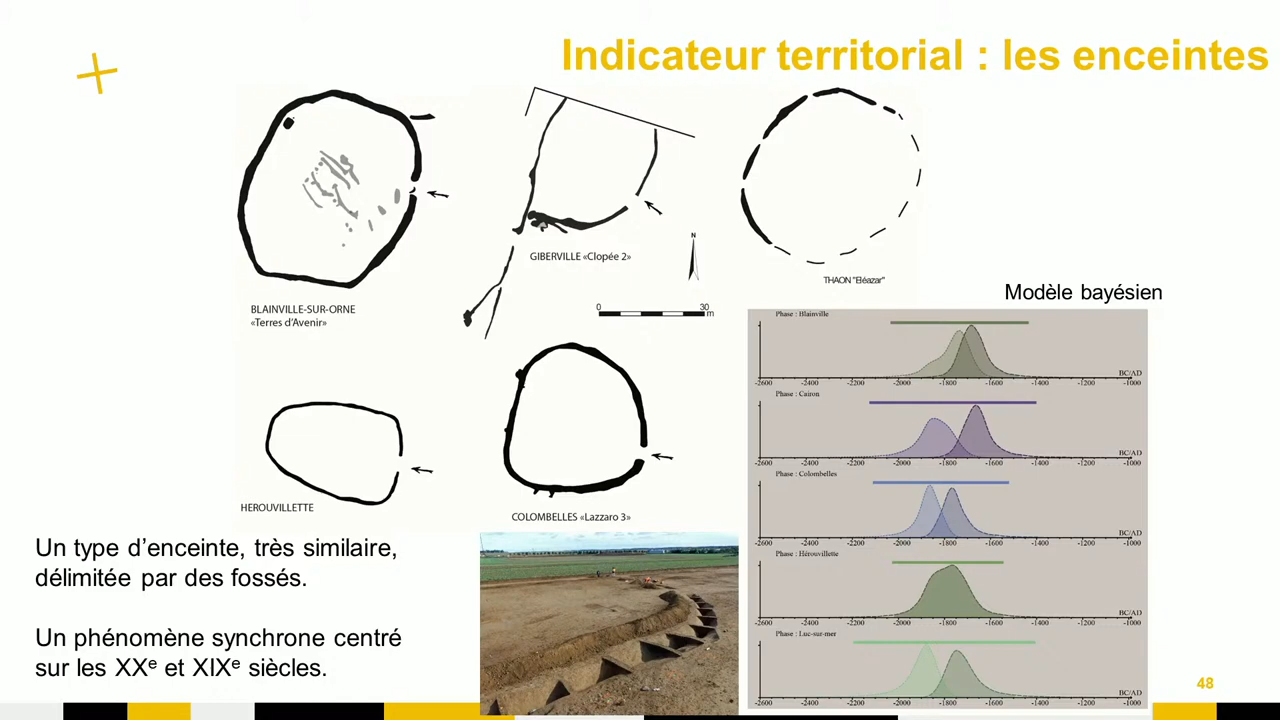 Indicateur territorial : les enceintes
BLAINVILLE-SUR-ORNE
«Terres d'Avenir»
GIBERVILLE «Clopée 2»
N
0 30
m
THAON "Eléazar"
HEROUVILLETTE
COLOMBELLES «Lazzaro 3»
Modèle bayésien
Phase : Blainville
BC/AD
-2600 -2400 -2200 -2000 -1800 -1600 -1400 -1200 -1000
Phase : Cairon
BC/AD
-2600 -2400 -2200 -2000 -1800 -1600 -1400 -1200 -1000
Phase : Colombelles
BC/AD
-2600 -2400 -2200 -2000 -1800 -1600 -1400 -1200 -1000
Phase : Hérouvillette
BC/AD
-2600 -2400 -2200 -2000 -1800 -1600 -1400 -1200 -1000
Phase : Luc-sur-mer
BC/AD
-2600 -2400 -2200 -2000 -1800 -1600 -1400 -1200 -1000
Un type d'enceinte, très similaire,
délimitée par des fossés.
Un phénomène synchrone centré
sur les XXe et XIXe siècles.
48